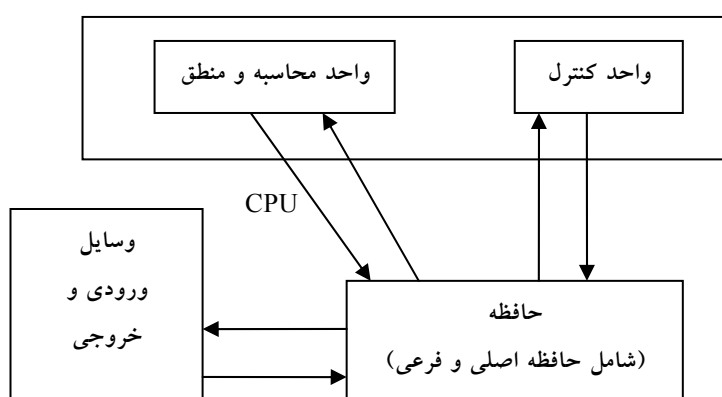 واحد کنترل
واحد محاسبه و منطق
CPU
وسایل
ورودی و
خروجی
حافظه
(شامل حافظه اصلی و فرعی)